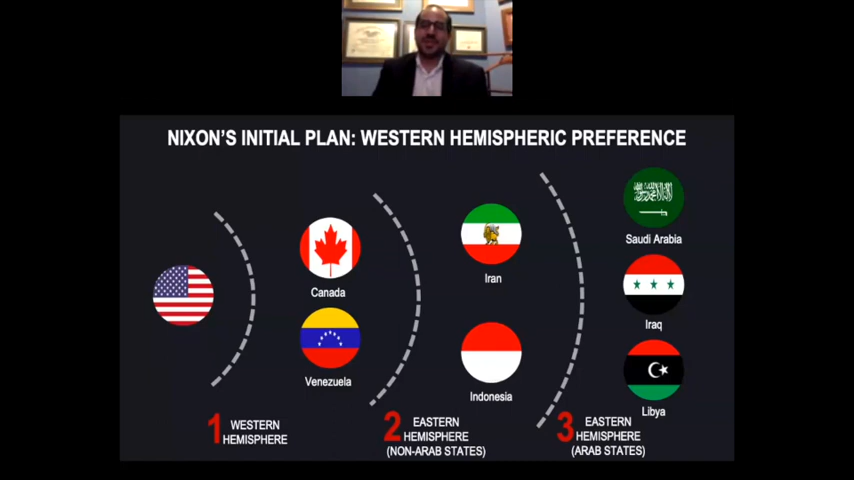 NIXON'S INITIAL PLAN: WESTERN HEMISPHERIC PREFERENCE
Canada
Venezuela
Iran
Indonesia
Saudi Arabia
Iraq
Libya
1 WESTERN
HEMISPHERE
2 EASTERN
HEMISPHERE
(NON-ARAB STATES)
3 EASTERN
HEMISPHERE
(ARAB STATES)